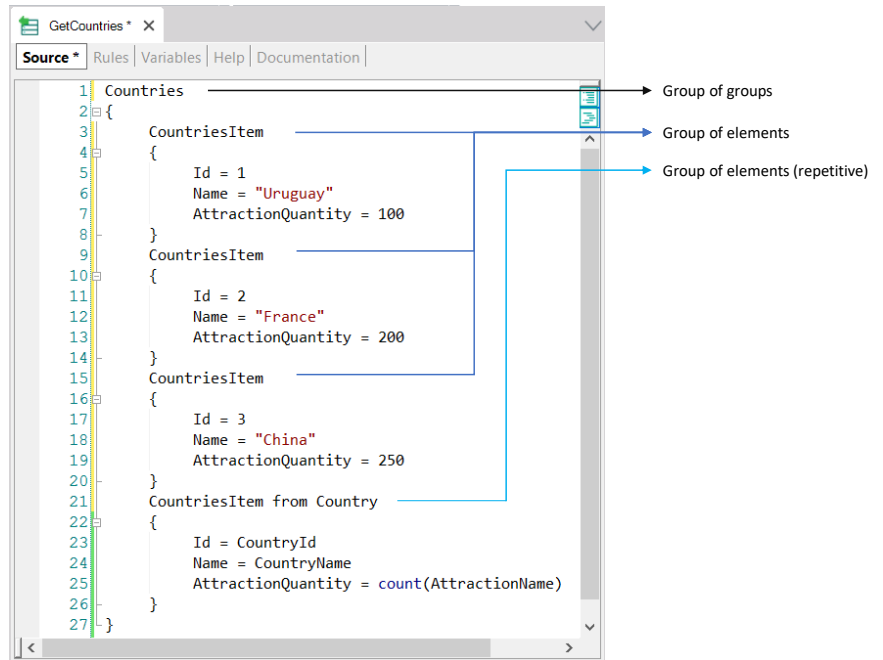 GetCountries *
Source * Rules Variables Help Documentation
1 Countries
2 {
3 CountriesItem
4 {
5 Id = 1
6 Name = "Uruguay"
7 AttractionQuantity = 100
8 }
9 CountriesItem
10 {
11 Id = 2
12 Name = "France"
13 AttractionQuantity = 200
14 }
15 CountriesItem
16 {
17 Id = 3
18 Name = "China"
19 AttractionQuantity = 250
20 }
21 CountriesItem from Country
22 {
23 Id = CountryId
24 Name = CountryName
25 AttractionQuantity = count(AttractionName)
26 }
27 }
Group of groups
Group of elements
Group of elements (repetitive)